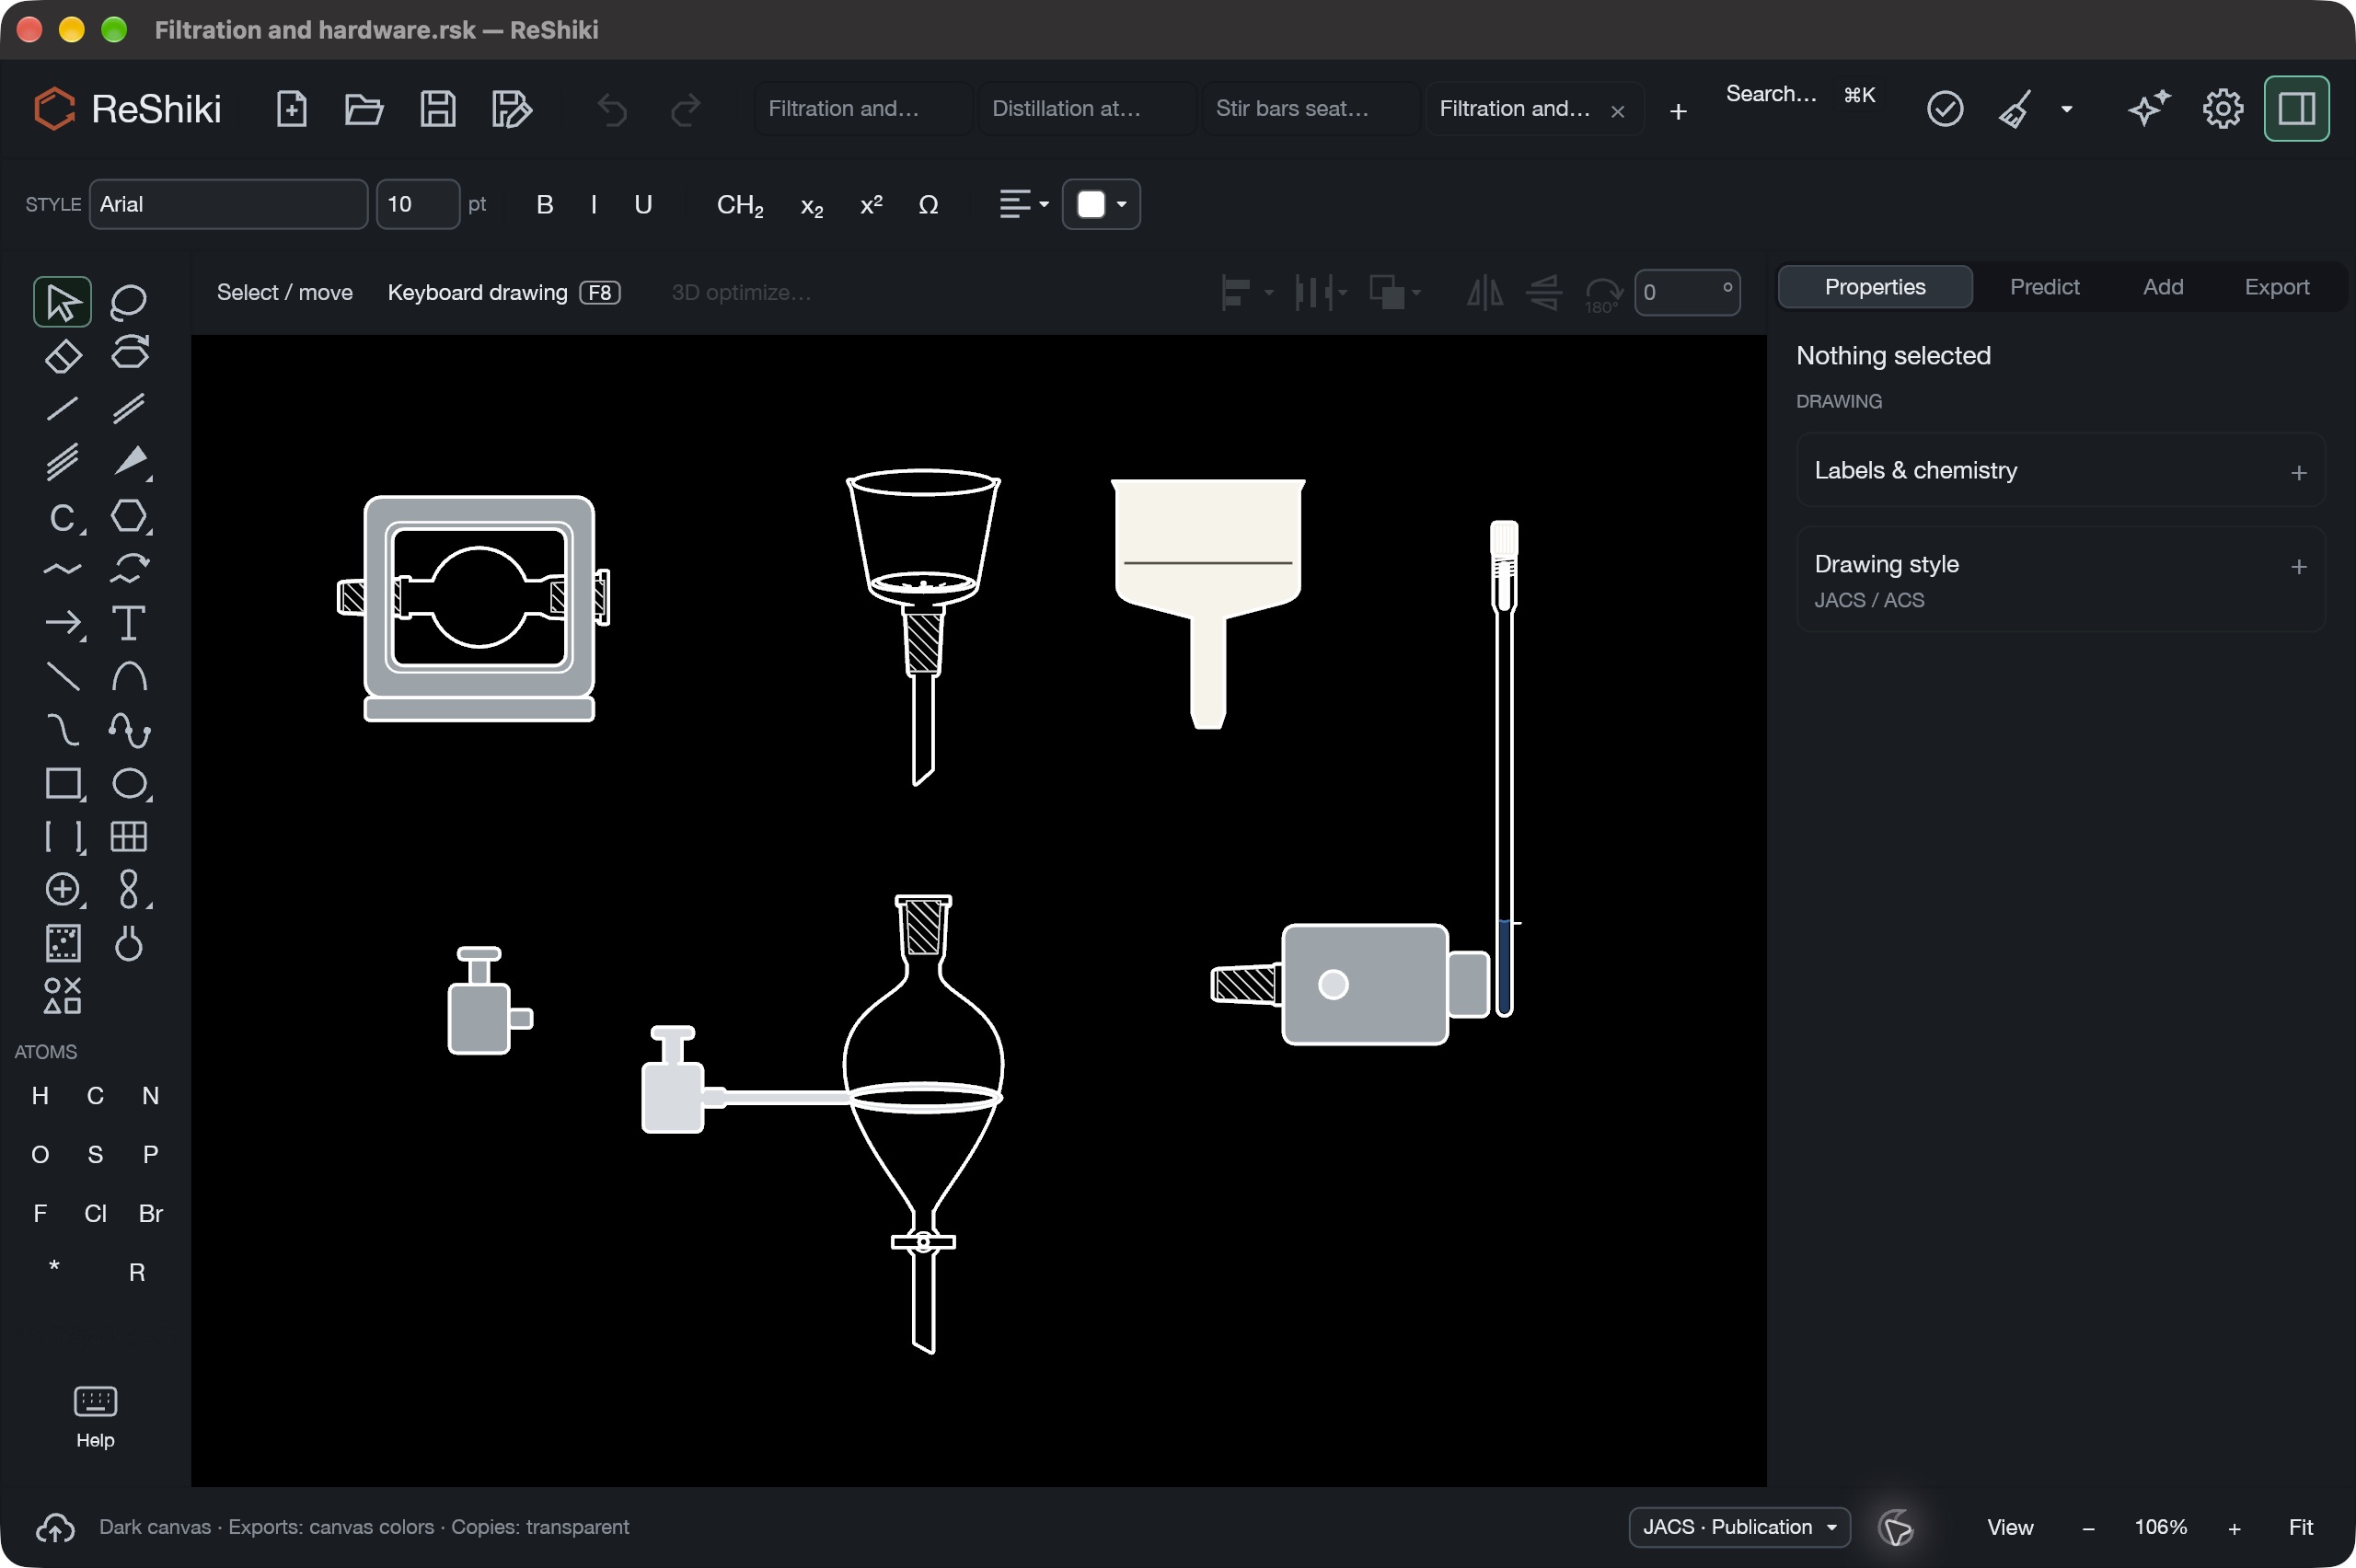 Filtration and hardware.rsk — ReShiki
ReShiki
Filtration and...
Distillation at...
Stir bars seat...
Filtration and... ×
+
Search... ⌘K
STYLE Arial 10 pt B I U CH₂ x₂ x² Ω
Select / move Keyboard drawing F8 3D optimize... 180° 0 °
Properties Predict Add Export
Nothing selected
DRAWING
Labels & chemistry +
Drawing style +
JACS / ACS
C
T
ATOMS
H C N
O S P
F Cl Br
* R
Help
Dark canvas · Exports: canvas colors · Copies: transparent
JACS · Publication View − 106% + Fit